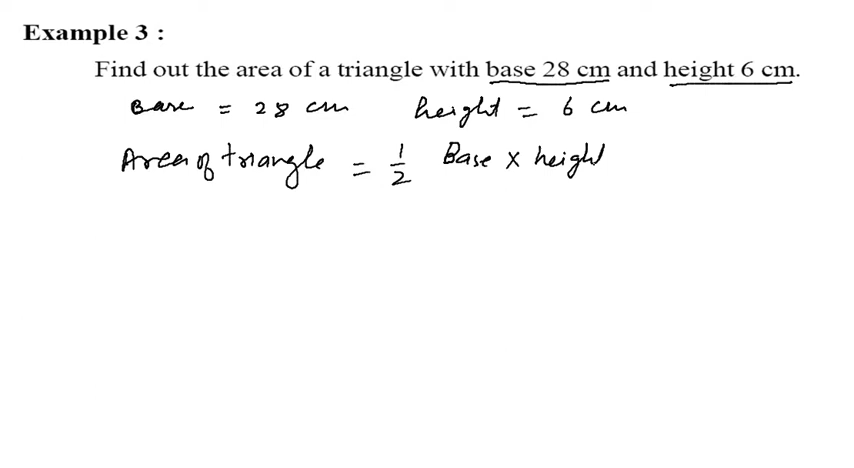 Example 3 :
Find out the area of a triangle with base 28 cm and height 6 cm.
Base = 28 cm height = 6 cm
Area of triangle = 1/2 Base × height